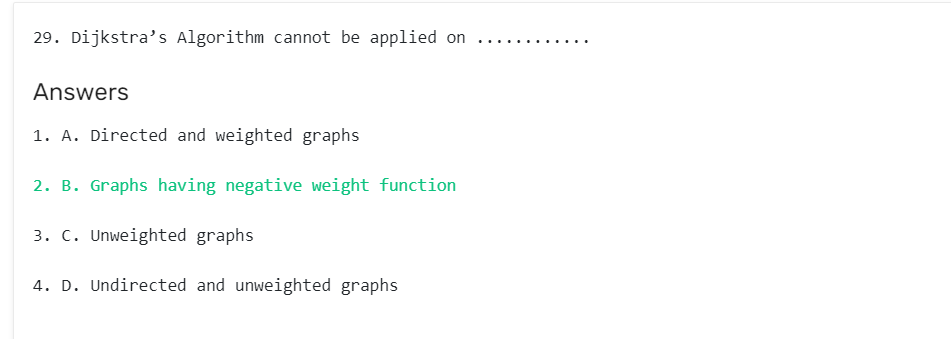 29. Dijkstra’s Algorithm cannot be applied on ............
Answers
1. A. Directed and weighted graphs
2. B. Graphs having negative weight function
3. C. Unweighted graphs
4. D. Undirected and unweighted graphs